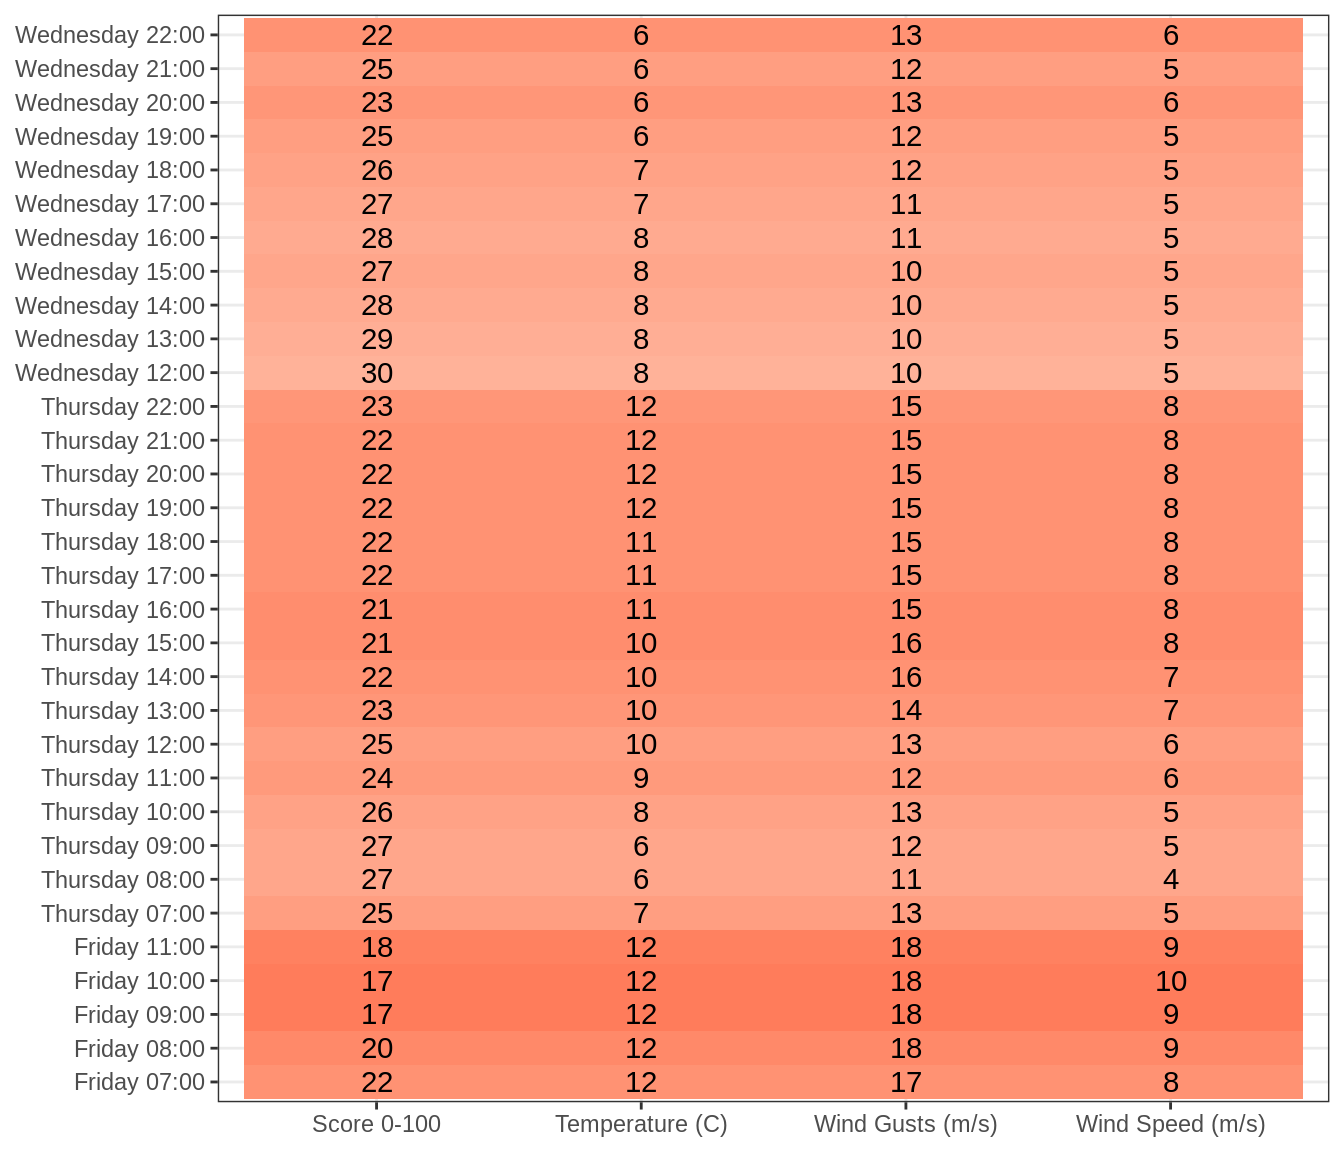 Wednesday 22:00 22 6 13 6
Wednesday 21:00 25 6 12 5
Wednesday 20:00 23 6 13 6
Wednesday 19:00 25 6 12 5
Wednesday 18:00 26 7 12 5
Wednesday 17:00 27 7 11 5
Wednesday 16:00 28 8 11 5
Wednesday 15:00 27 8 10 5
Wednesday 14:00 28 8 10 5
Wednesday 13:00 29 8 10 5
Wednesday 12:00 30 8 10 5
Thursday 22:00 23 12 15 8
Thursday 21:00 22 12 15 8
Thursday 20:00 22 12 15 8
Thursday 19:00 22 12 15 8
Thursday 18:00 22 11 15 8
Thursday 17:00 22 11 15 8
Thursday 16:00 21 11 15 8
Thursday 15:00 21 10 16 8
Thursday 14:00 22 10 16 7
Thursday 13:00 23 10 14 7
Thursday 12:00 25 10 13 6
Thursday 11:00 24 9 12 6
Thursday 10:00 26 8 13 5
Thursday 09:00 27 6 12 5
Thursday 08:00 27 6 11 4
Thursday 07:00 25 7 13 5
Friday 11:00 18 12 18 9
Friday 10:00 17 12 18 10
Friday 09:00 17 12 18 9
Friday 08:00 20 12 18 9
Friday 07:00 22 12 17 8
Score 0-100 Temperature (C) Wind Gusts (m/s) Wind Speed (m/s)